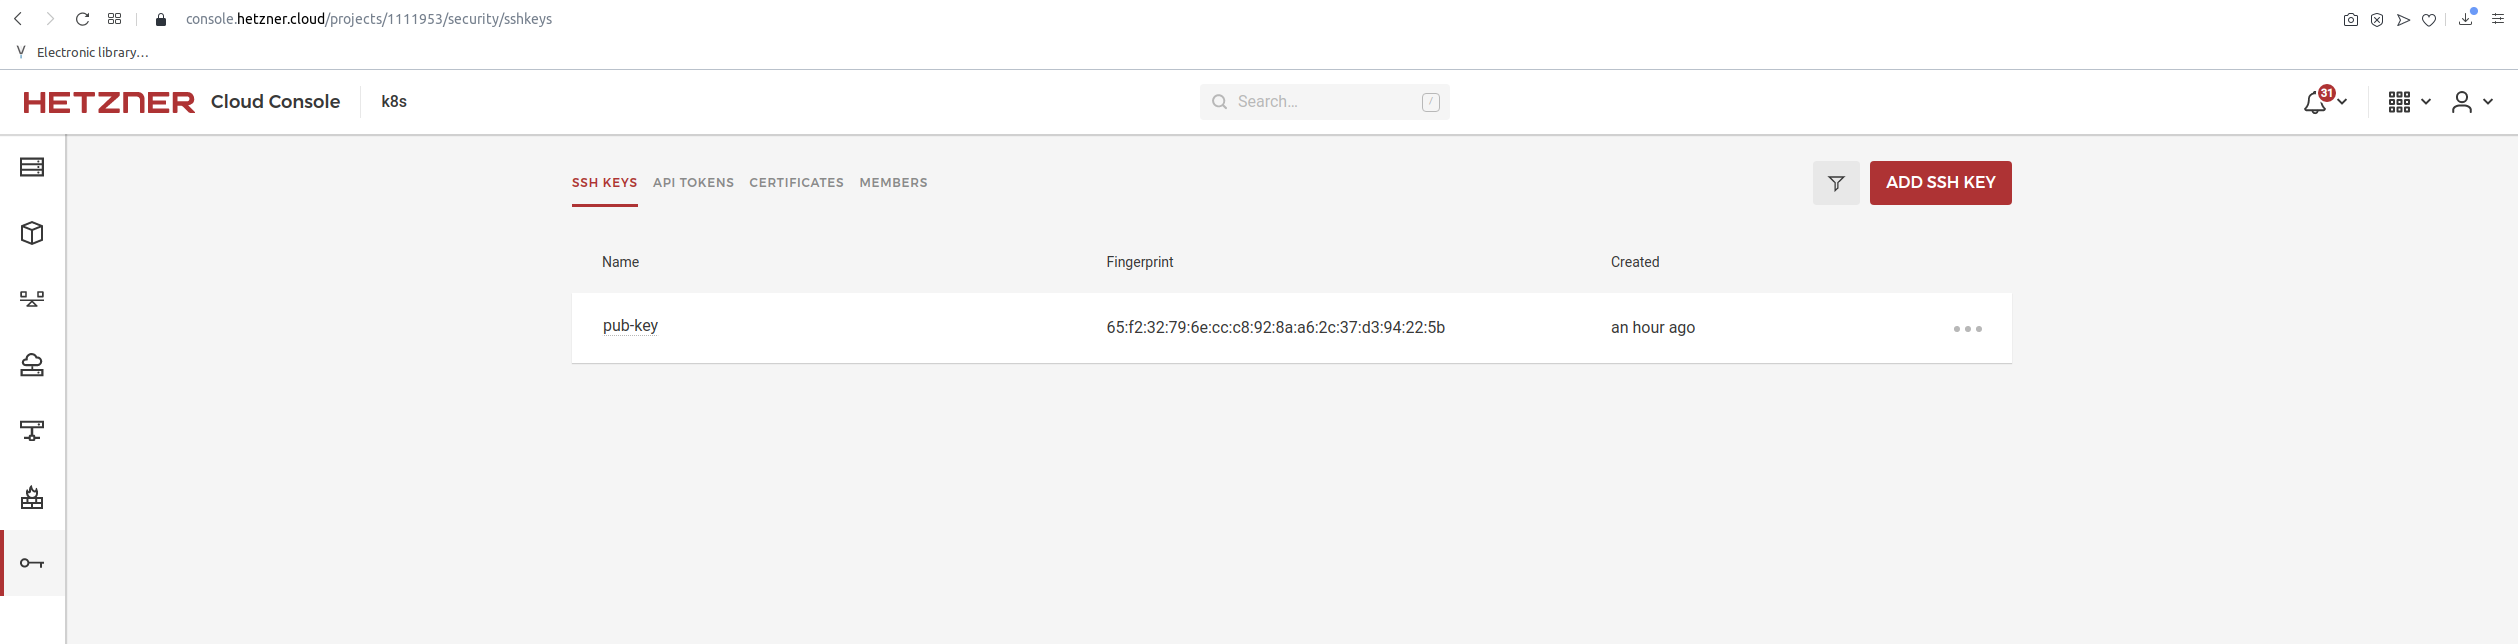 console.hetzner.cloud/projects/1111953/security/sshkeys
Electronic library...
HETZNER Cloud Console k8s Search... / 31
SSH KEYS API TOKENS CERTIFICATES MEMBERS ADD SSH KEY
Name Fingerprint Created
pub-key 65:f2:32:79:6e:cc:c8:92:8a:a6:2c:37:d3:94:22:5b an hour ago